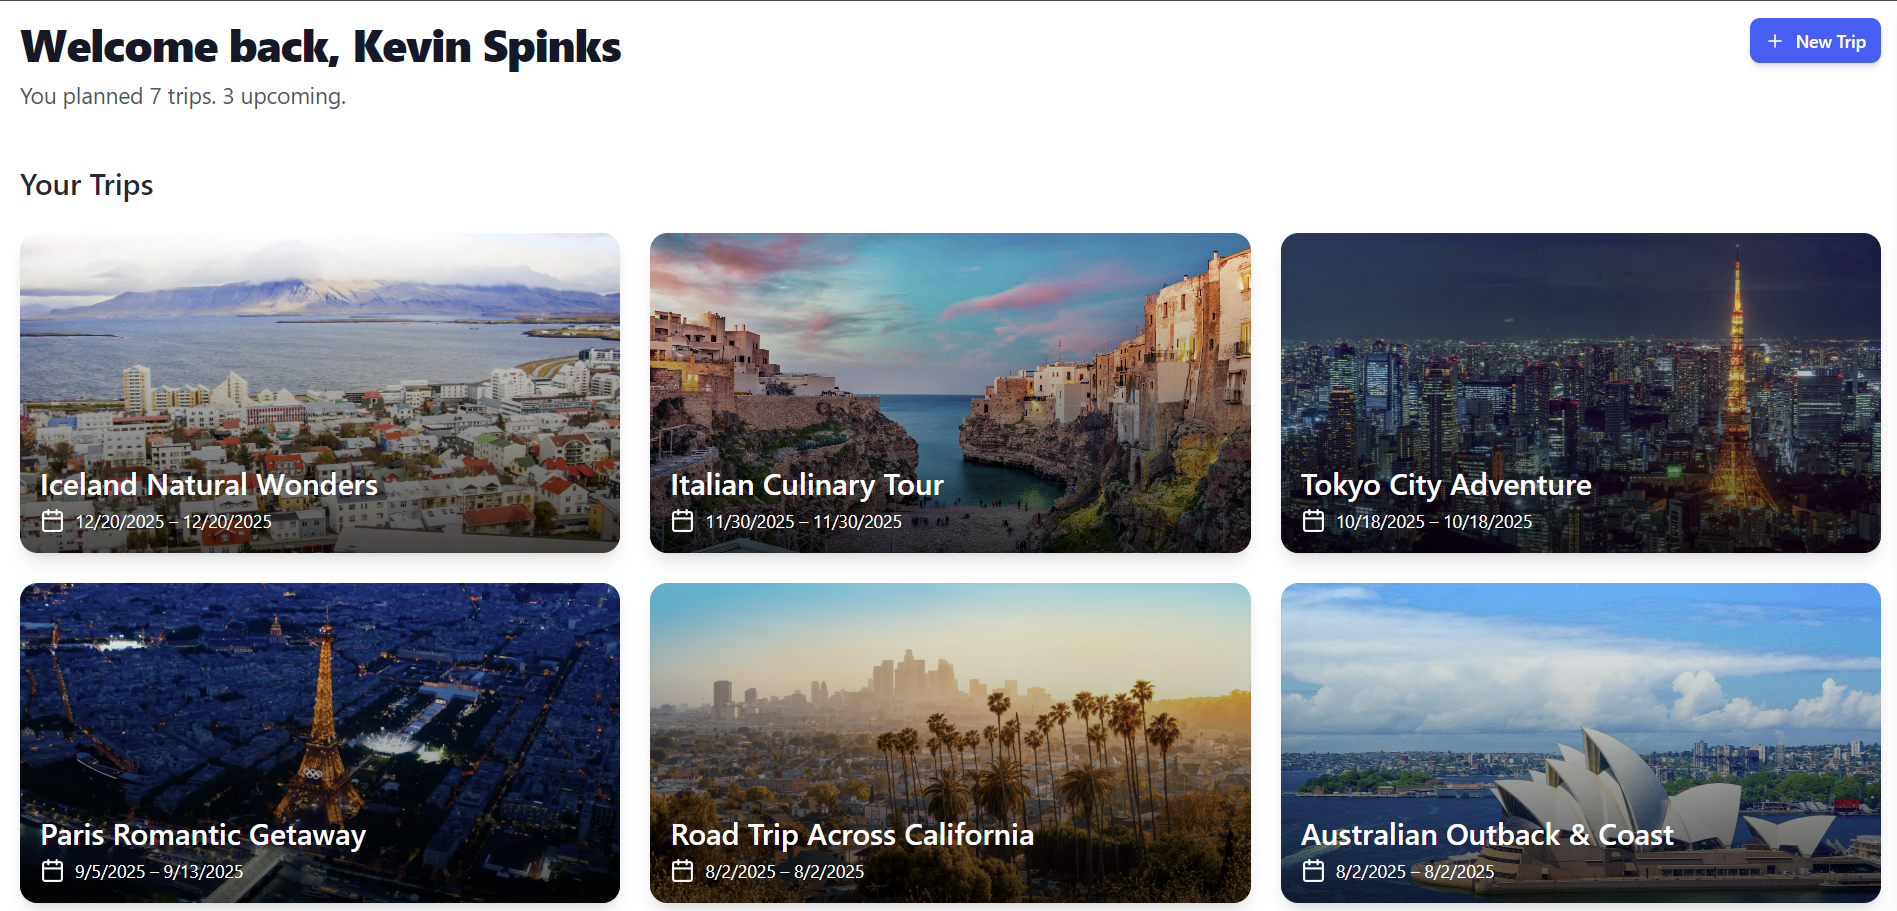 Welcome back, Kevin Spinks
New Trip
You planned 7 trips. 3 upcoming.
Your Trips
Iceland Natural Wonders
12/20/2025 – 12/20/2025
Italian Culinary Tour
11/30/2025 – 11/30/2025
Tokyo City Adventure
10/18/2025 – 10/18/2025
Paris Romantic Getaway
9/5/2025 – 9/13/2025
Road Trip Across California
8/2/2025 – 8/2/2025
Australian Outback & Coast
8/2/2025 – 8/2/2025